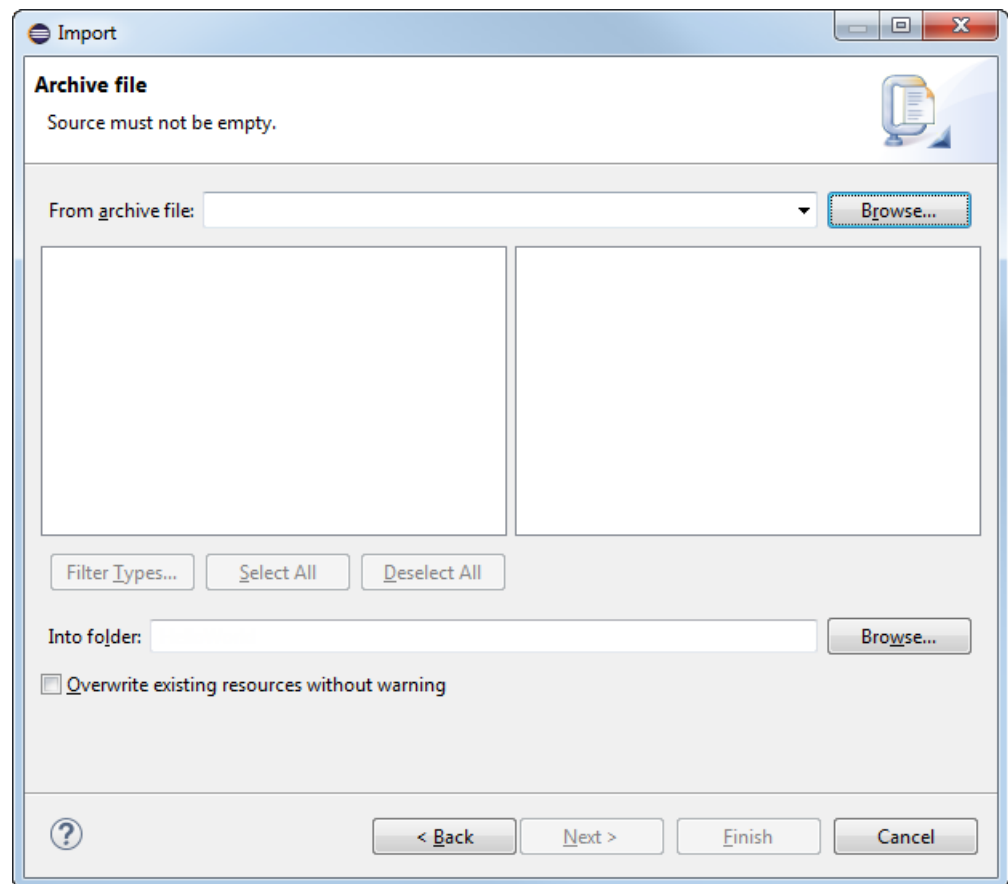 Import
Archive file
Source must not be empty.
From archive file:
Browse...
Filter Types...
Select All
Deselect All
Into folder:
Browse...
Overwrite existing resources without warning
?
< Back
Next >
Finish
Cancel